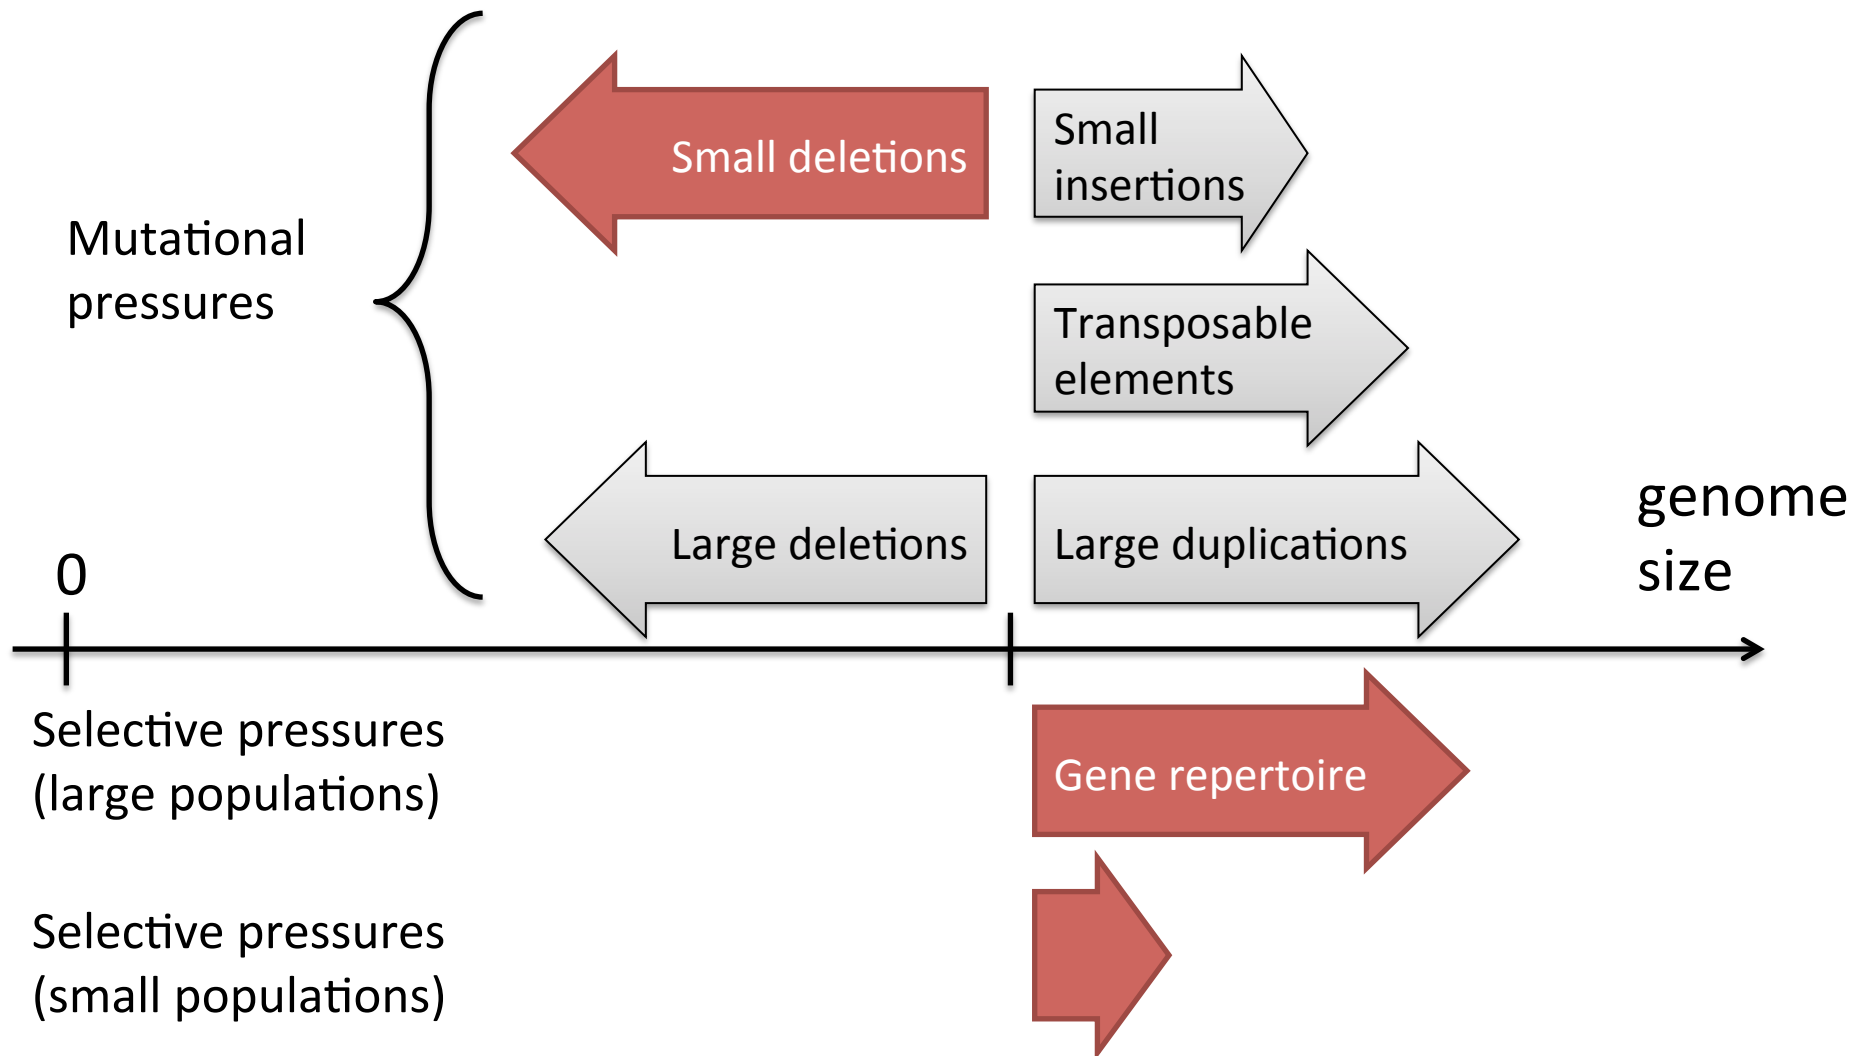 Small deletions
Small
insertions
Mutational
pressures
Transposable
elements
Large deletions
Large duplications
genome
size
0
Selective pressures
(large populations)
Gene repertoire
Selective pressures
(small populations)